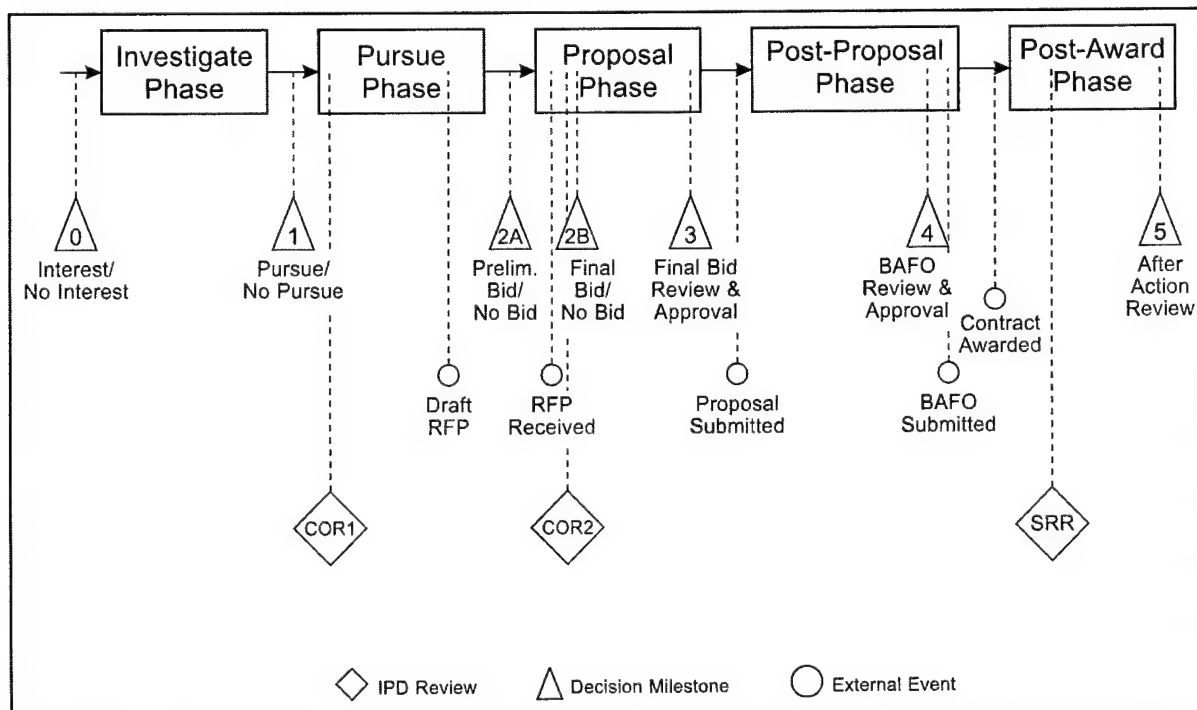 Investigate
Phase
Pursue
Phase
Proposal
Phase
Post-Proposal
Phase
Post-Award
Phase
0
Interest/
No Interest
1
Pursue/
No Pursue
2A
Prelim.
Bid/
No Bid
2B
Final
Bid/
No Bid
3
Final Bid
Review &
Approval
4
BAFO
Review &
Approval
Contract
Awarded
5
After
Action
Review
Draft
RFP
RFP
Received
Proposal
Submitted
BAFO
Submitted
COR1
COR2
SRR
IPD Review
Decision Milestone
External Event